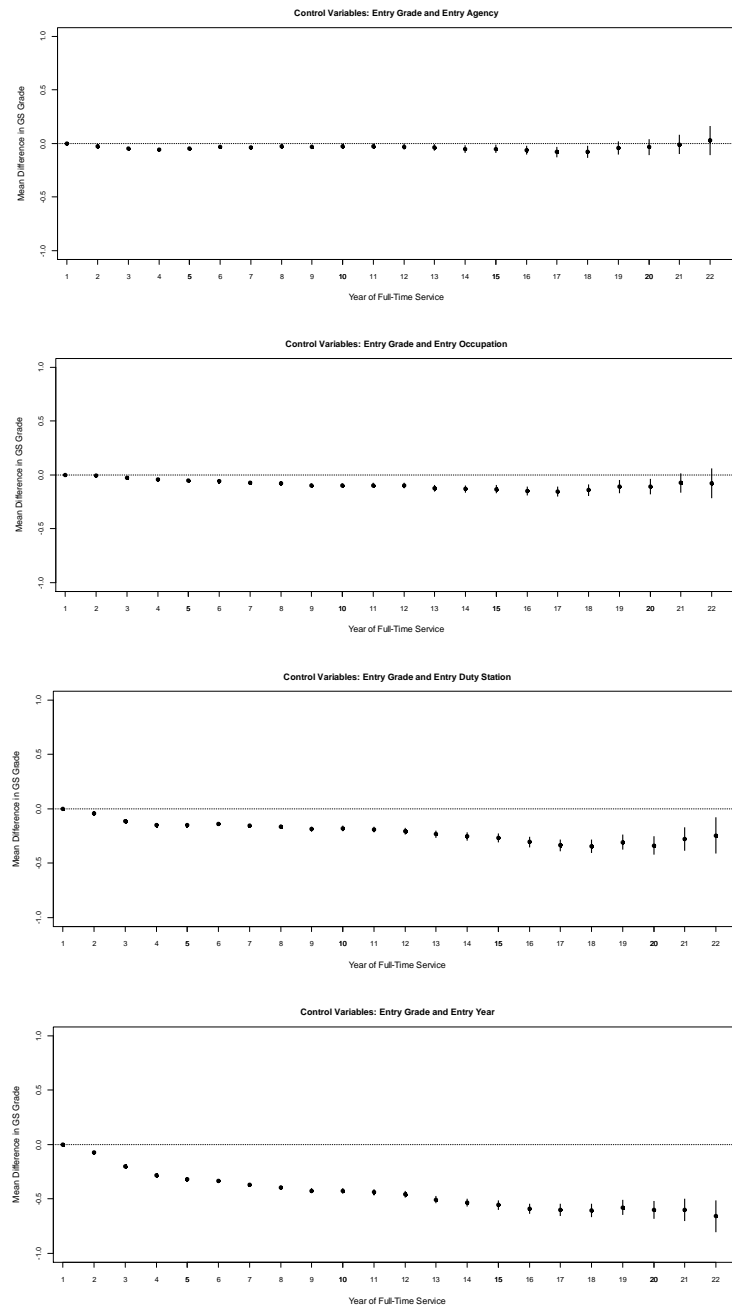 Control Variables: Entry Grade and Entry Agency
Mean Difference in GS Grade
1.0
0.5
0.0
-0.5
-1.0
1 2 3 4 5 6 7 8 9 10 11 12 13 14 15 16 17 18 19 20 21 22
Year of Full-Time Service
Control Variables: Entry Grade and Entry Occupation
Mean Difference in GS Grade
1.0
0.5
0.0
-0.5
-1.0
1 2 3 4 5 6 7 8 9 10 11 12 13 14 15 16 17 18 19 20 21 22
Year of Full-Time Service
Control Variables: Entry Grade and Entry Duty Station
Mean Difference in GS Grade
1.0
0.5
0.0
-0.5
-1.0
1 2 3 4 5 6 7 8 9 10 11 12 13 14 15 16 17 18 19 20 21 22
Year of Full-Time Service
Control Variables: Entry Grade and Entry Year
Mean Difference in GS Grade
1.0
0.5
0.0
-0.5
-1.0
1 2 3 4 5 6 7 8 9 10 11 12 13 14 15 16 17 18 19 20 21 22
Year of Full-Time Service